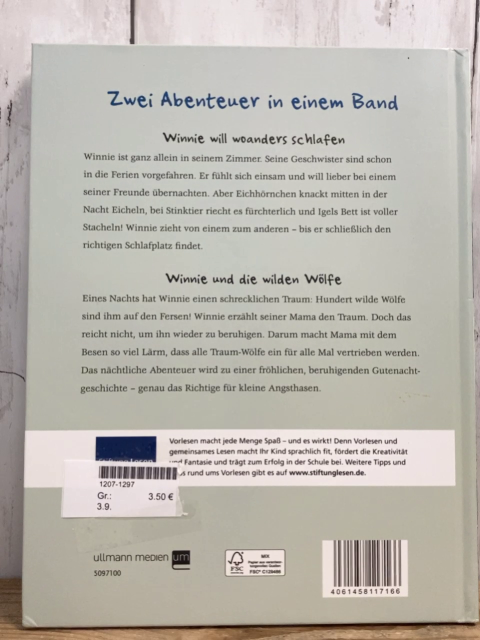 Zwei Abenteuer in einem Band
Winnie will woanders schlafen
Winnie ist ganz allein in seinem Zimmer. Seine Geschwister sind schon
in die Ferien vorgefahren. Er fühlt sich einsam und will lieber bei einem
seiner Freunde übernachten. Aber Eichhörnchen knackt mitten in der
Nacht Eicheln, bei Stinktier riecht es fürchterlich und Igels Bett ist voller
Stacheln! Winnie zieht von einem zum anderen – bis er schließlich den
richtigen Schlafplatz findet.
Winnie und die wilden Wölfe
Eines Nachts hat Winnie einen schrecklichen Traum: Hundert wilde Wölfe
sind ihm auf den Fersen! Winnie erzählt seiner Mama den Traum. Doch das
reicht nicht, um ihn wieder zu beruhigen. Darum macht Mama mit dem
Besen so viel Lärm, dass alle Traum-Wölfe ein für alle Mal vertrieben werden.
Das nächtliche Abenteuer wird zu einer fröhlichen, beruhigenden Gutenacht-
geschichte – genau das Richtige für kleine Angsthasen.
Vorlesen macht jede Menge Spaß – und es wirkt! Denn Vorlesen und
gemeinsames Lesen macht Ihr Kind sprachlich fit, fördert die Kreativität
und Fantasie und trägt zum Erfolg in der Schule bei. Weitere Tipps und
rund ums Vorlesen gibt es auf www.stiftunglesen.de.
1207-1297
Gr.: 3.50 €
3.9.
ullmann medien um
5097100
FSC
MIX
Papier aus verantwor-
tungsvollen Quellen
FSC® C128496
4061458117166